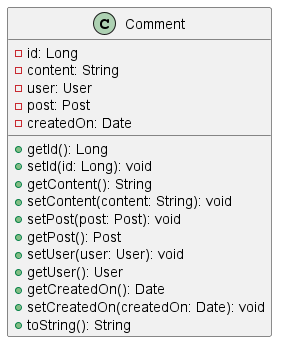 C Comment
id: Long
content: String
user: User
post: Post
createdOn: Date
getId(): Long
setId(id: Long): void
getContent(): String
setContent(content: String): void
setPost(post: Post): void
getPost(): Post
setUser(user: User): void
getUser(): User
getCreatedOn(): Date
setCreatedOn(createdOn: Date): void
toString(): String